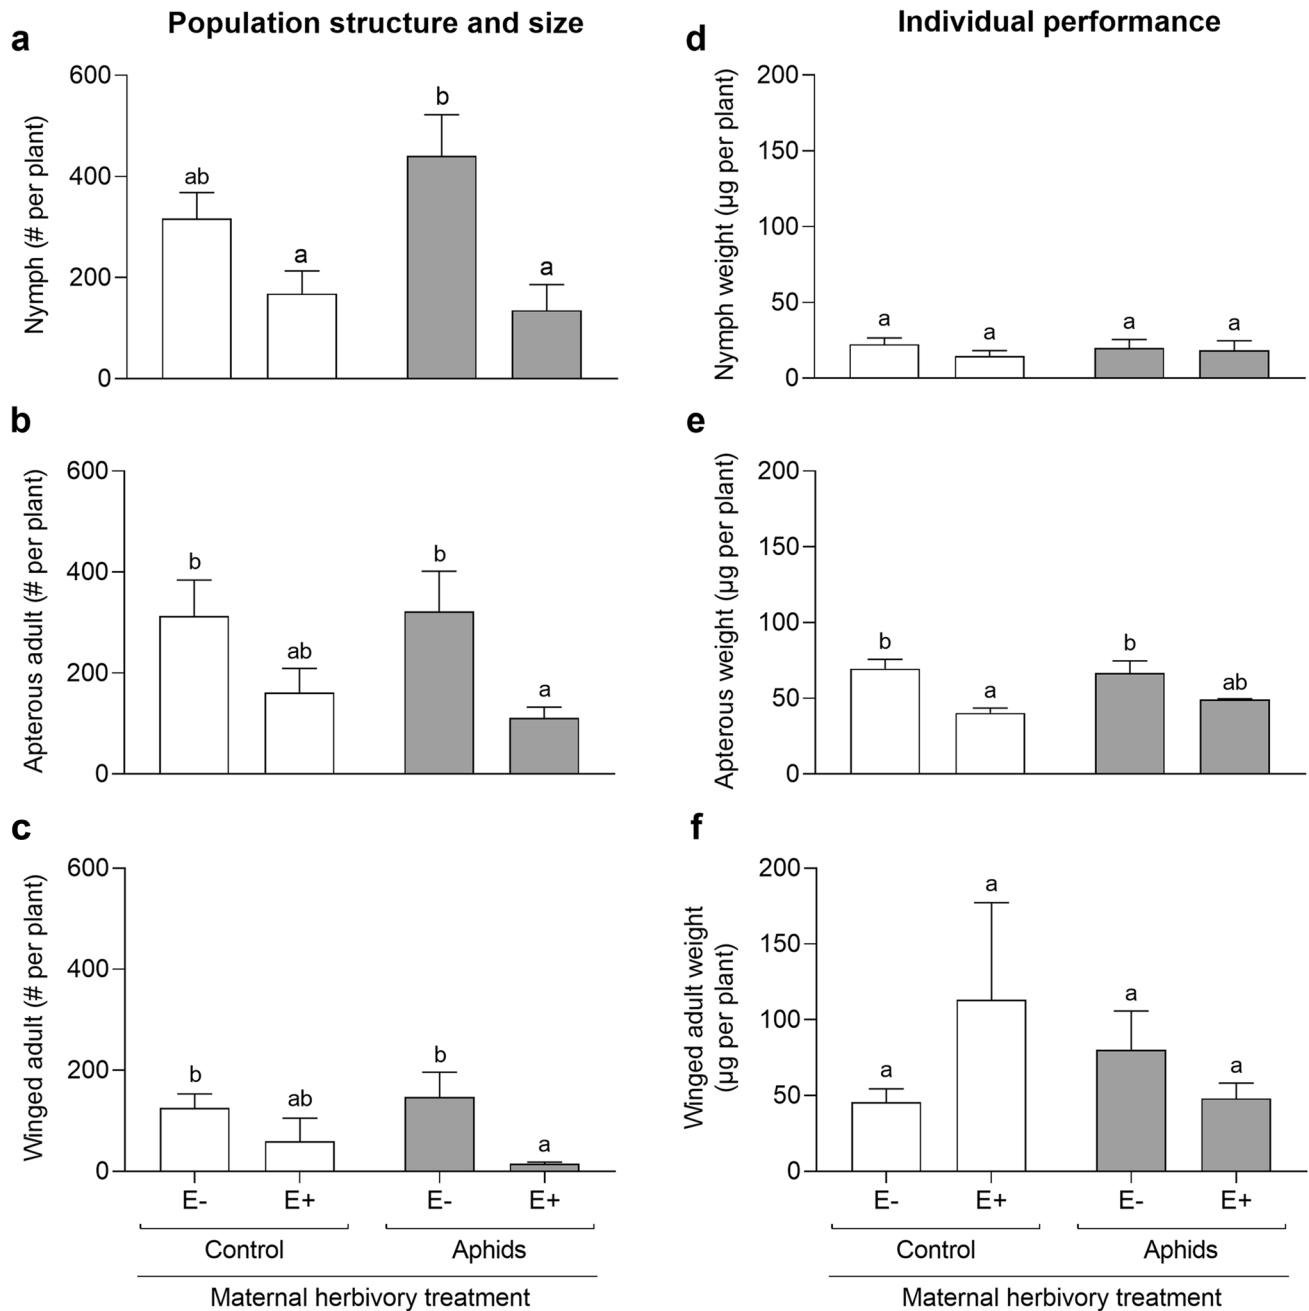 Population structure and size
Individual performance
a
Nymph (# per plant)
600
400
200
0
ab
a
b
a
d
Nymph weight (µg per plant)
200
150
100
50
0
a
a
a
a
b
Apterous adult (# per plant)
600
400
200
0
b
ab
b
a
e
Apterous weight (µg per plant)
200
150
100
50
0
b
a
b
ab
c
Winged adult (# per plant)
600
400
200
0
b
ab
b
a
E-
E+
E-
E+
Control
Aphids
Maternal herbivory treatment
f
Winged adult weight
(µg per plant)
200
150
100
50
0
a
a
a
a
E-
E+
E-
E+
Control
Aphids
Maternal herbivory treatment